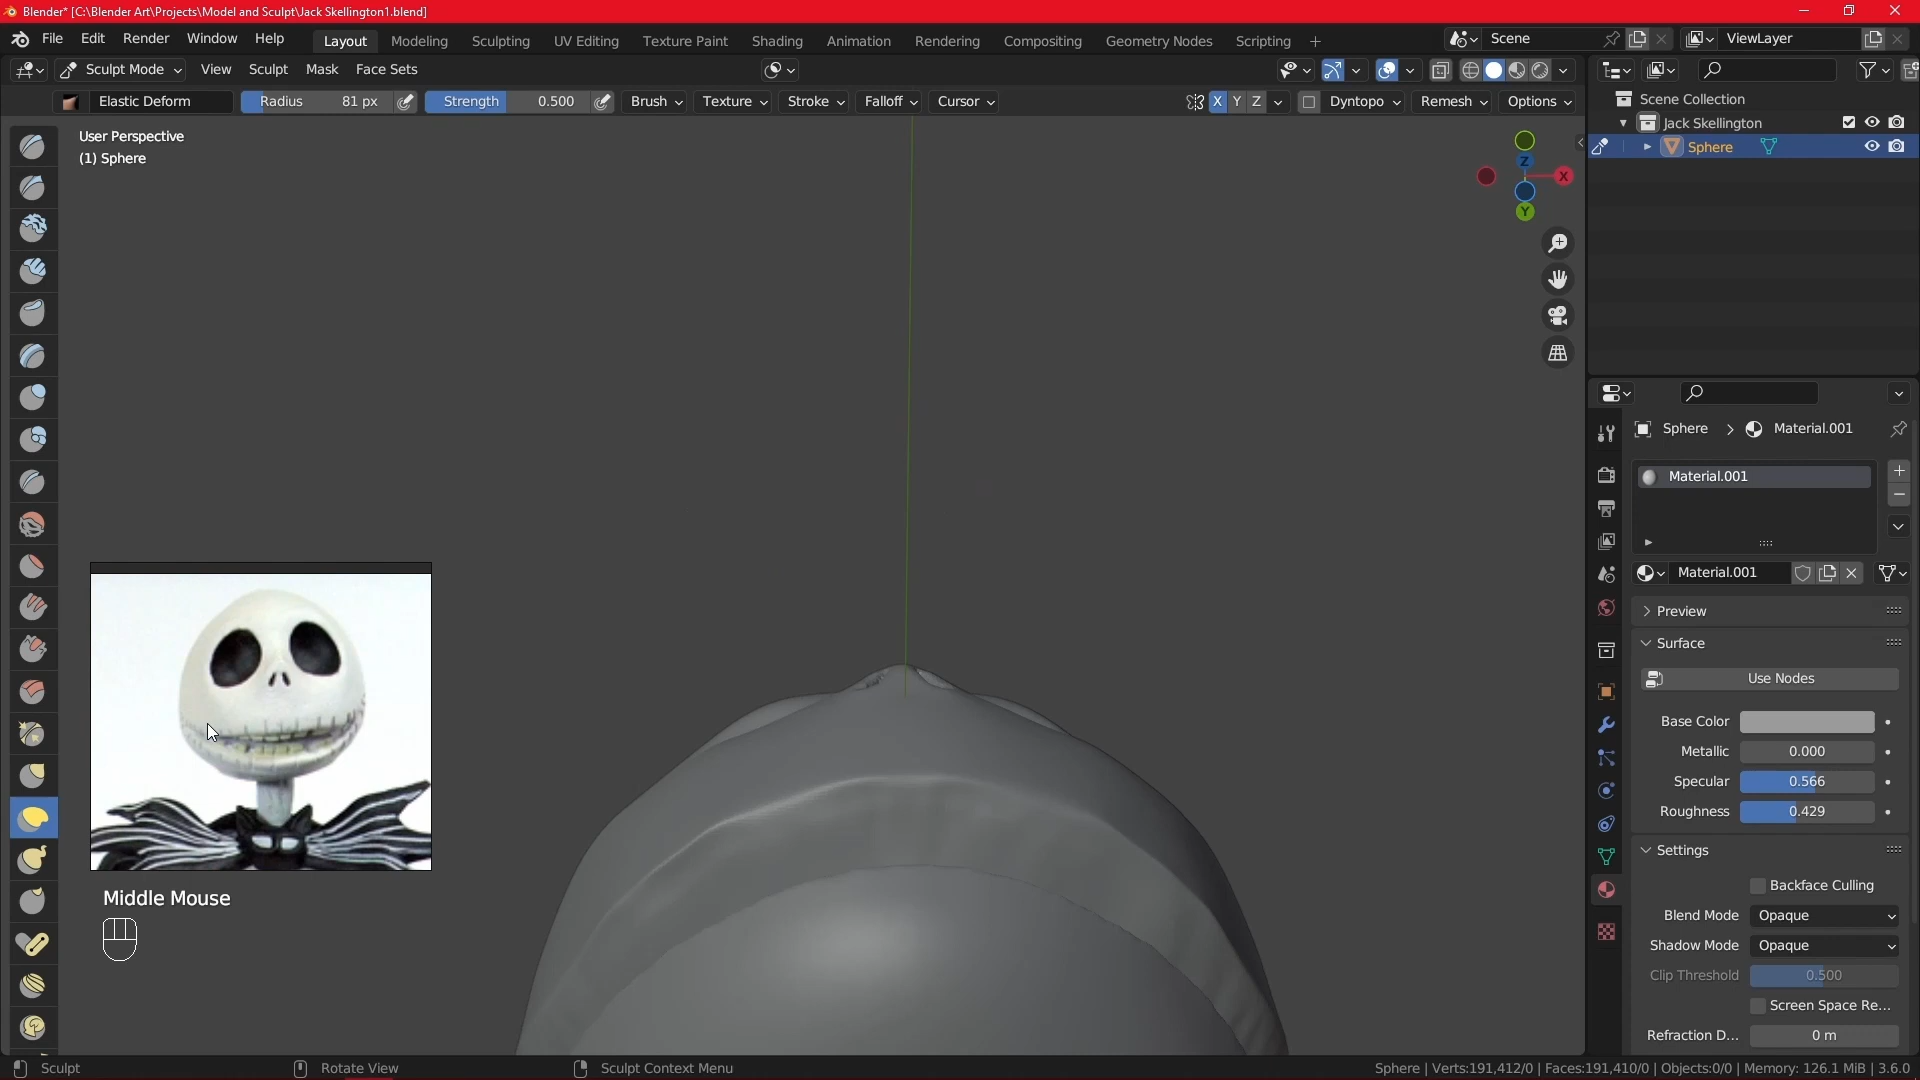 Blender* [C:\Blender Art\Projects\Model and Sculpt\Jack Skellington1.blend]
File Edit Render Window Help Layout Modeling Sculpting UV Editing Texture Paint Shading Animation Rendering Compositing Geometry Nodes Scripting + Scene ViewLayer
Sculpt Mode View Sculpt Mask Face Sets
Elastic Deform Radius 81 px Strength 0.500 Brush Texture Stroke Falloff Cursor X Y Z Dyntopo Remesh Options
User Perspective
(1) Sphere
Z
X
Y
Scene Collection
Jack Skellington
Sphere
Sphere > Material.001
Material.001
Material.001
Preview
Surface
Use Nodes
Base Color
Metallic 0.000
Specular 0.566
Roughness 0.429
Settings
Backface Culling
Blend Mode Opaque
Shadow Mode Opaque
Clip Threshold 0.500
Screen Space Re...
Refraction D... 0 m
Middle Mouse
Sculpt Rotate View Sculpt Context Menu Sphere | Verts:191,412/0 | Faces:191,410/0 | Objects:0/0 | Memory: 126.1 MiB | 3.6.0